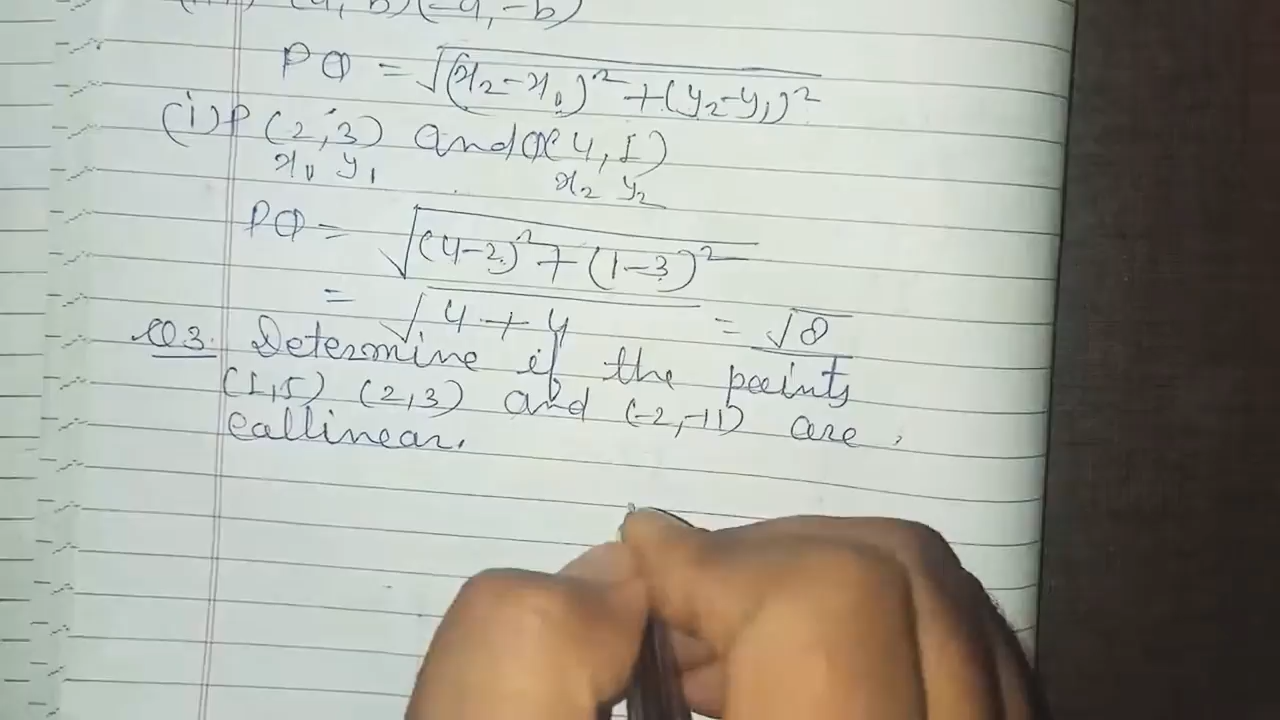 (a, b) (-a, -b)
PQ = √(x₂-x₁)² + (y₂-y₁)²
(i) P (2, 3) and Q(4, 1)
x₁ y₁ x₂ y₂
PQ = √(4-2)² + (1-3)²
= √4+4 = √8
Q3. Determine if the points
(1,5) (2,3) and (-2,-11) are
collinear.